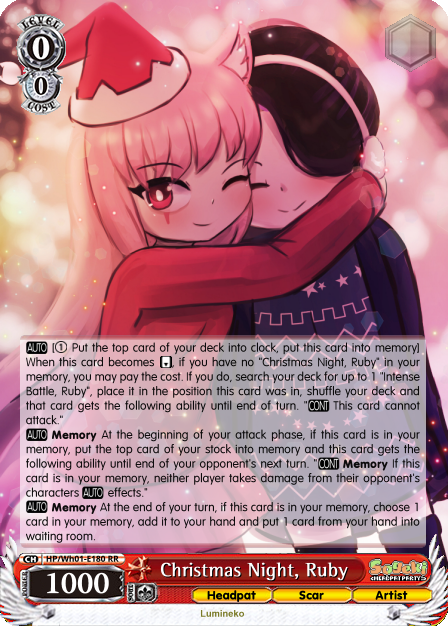 LEVEL
0
0
COST
AUTO [① Put the top card of your deck into clock, put this card into memory]
When this card becomes [ ], if you have no "Christmas Night, Ruby" in your
memory, you may pay the cost. If you do, search your deck for up to 1 "Intense
Battle, Ruby", place it in the position this card was in, shuffle your deck and
that card gets the following ability until end of turn. "CONT This card cannot
attack."
AUTO Memory At the beginning of your attack phase, if this card is in your
memory, put the top card of your stock into memory and this card gets the
following ability until end of your opponent's next turn. "CONT Memory If this
card is in your memory, neither player takes damage from their opponent's
characters AUTO effects."
AUTO Memory At the end of your turn, if this card is in your memory, choose 1
card in your memory, add it to your hand and put 1 card from your hand into
waiting room.
CH HP/Wh01-E180 RR
POWER 1000 SOUL Christmas Night, Ruby
Sayoki
HEADPAT PARTY
Headpat Scar Artist
Lumineko